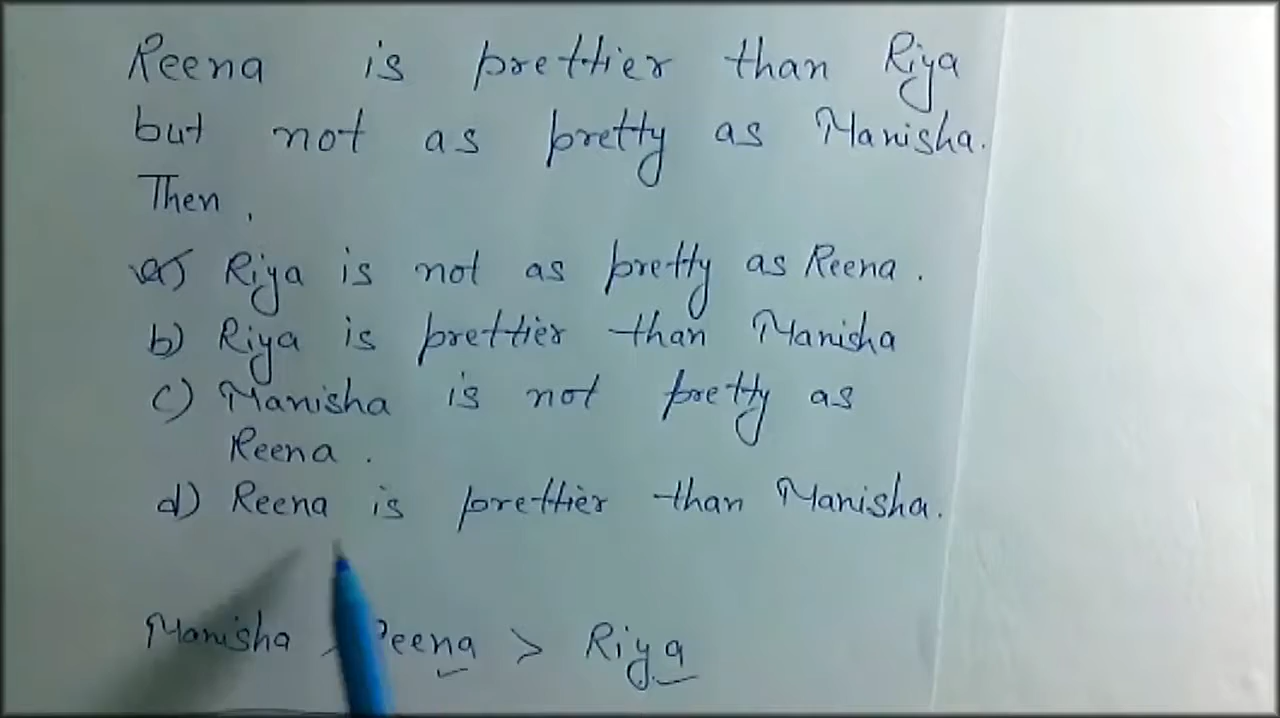 Reena is prettier than Riya
but not as pretty as Manisha.
Then,
a) Riya is not as pretty as Reena.
b) Riya is prettier than Manisha
c) Manisha is not pretty as
Reena.
d) Reena is prettier than Manisha.
Manisha > Reena > Riya